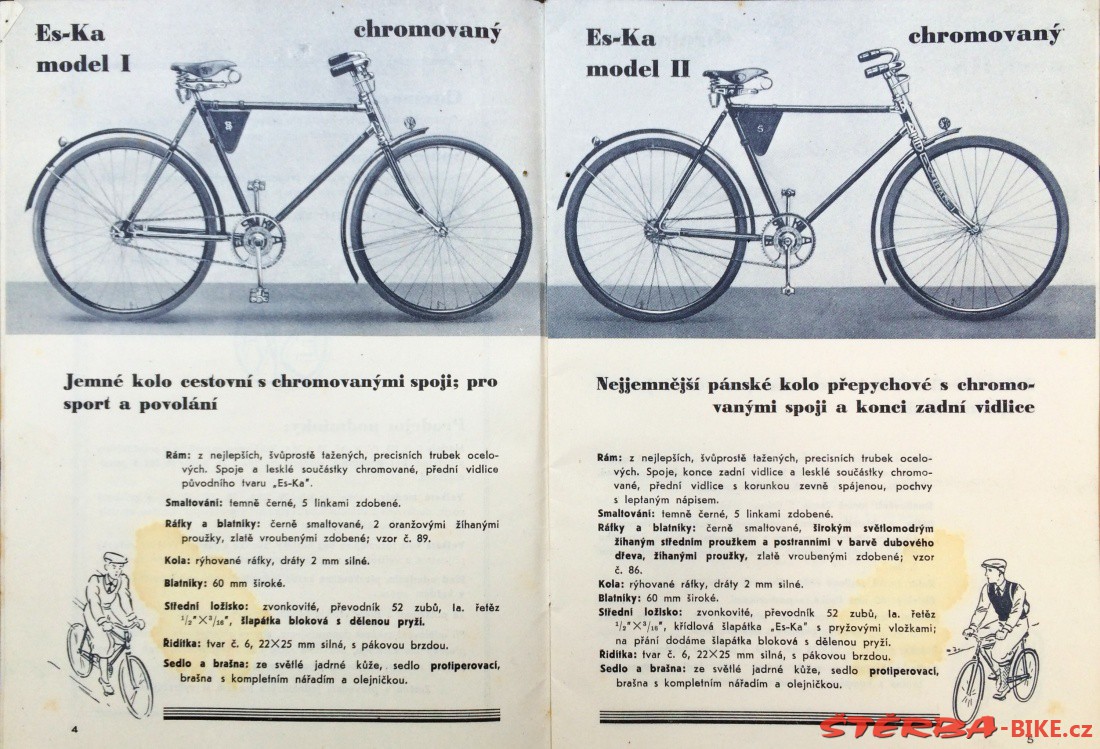 Es-Ka
model I
chromovaný
Jemné kolo cestovní s chromovanými spoji; pro
sport a povolání
Rám: z nejlepších, švůprostě tažených, precisních trubek ocelo-
vých. Spoje a lesklé součástky chromované, přední vidlice
původního tvaru „Es-Ka".
Smaltování: temně černé, 5 linkami zdobené.
Ráfky a blatníky: černě smaltované, 2 oranžovými žíhanými
proužky, zlatě vroubenými zdobené; vzor č. 89.
Kola: rýhované ráfky, dráty 2 mm silné.
Blatníky: 60 mm široké.
Střední ložisko: zvonkovité, převodník 52 zubů, Ia. řetěz
1/2"×3/16", šlapátka bloková s dělenou pryží.
Řidítka: tvar č. 6, 22×25 mm silná, s pákovou brzdou.
Sedlo a brašna: ze světlé jadrné kůže, sedlo protiperovací,
brašna s kompletním nářadím a olejničkou.
4
Es-Ka
model II
chromovaný
Nejjemnější pánské kolo přepychové s chromo-
vanými spoji a konci zadní vidlice
Rám: z nejlepších, švůprostě tažených, precisních trubek ocelo-
vých. Spoje, konce zadní vidlice a lesklé součástky chromo-
vané, přední vidlice s korunkou zevně spájenou, pochvy
s leptaným nápisem.
Smaltování: temně černé, 5 linkami zdobené.
Ráfky a blatníky: černě smaltované, širokým světlomodrým
žíhaným středním proužkem a postranními v barvě dubového
dřeva, žíhanými proužky, zlatě vroubenými zdobené; vzor
č. 86.
Kola: rýhované ráfky, dráty 2 mm silné.
Blatníky: 60 mm široké.
Střední ložisko: zvonkovité, převodník 52 zubů, Ia. řetěz
1/2"×3/16", křídlová šlapátka „Es-Ka" s pryžovými vložkami;
na přání dodáme šlapátka bloková s dělenou pryží.
Řidítka: tvar č. 6, 22×25 mm silná, s pákovou brzdou.
Sedlo a brašna: ze světlé jadrné kůže, sedlo protiperovací,
brašna s kompletním nářadím a olejničkou.
5
ŠTERBA-BIKE.cz